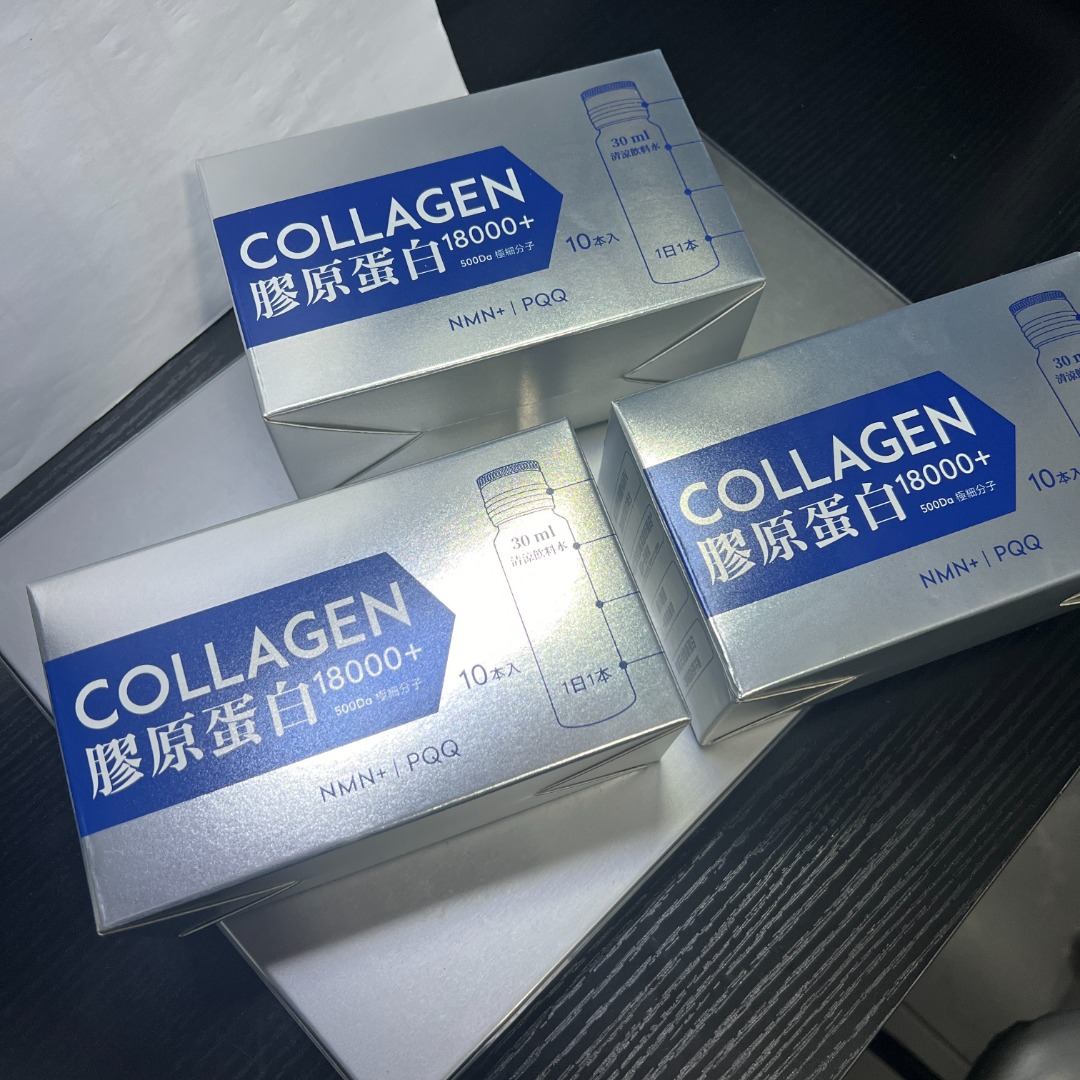 COLLAGEN
膠原蛋白18000+
500Da 極細分子
NMN+ | PQQ
10本入
30 ml
清涼飲料水
1日1本
COLLAGEN
膠原蛋白18000+
500Da 極細分子
NMN+ | PQQ
10本入
30 ml
清涼飲料水
1日1本
COLLAGEN
膠原蛋白18000+
500Da 極細分子
NMN+ | PQQ
10本入
30
清涼